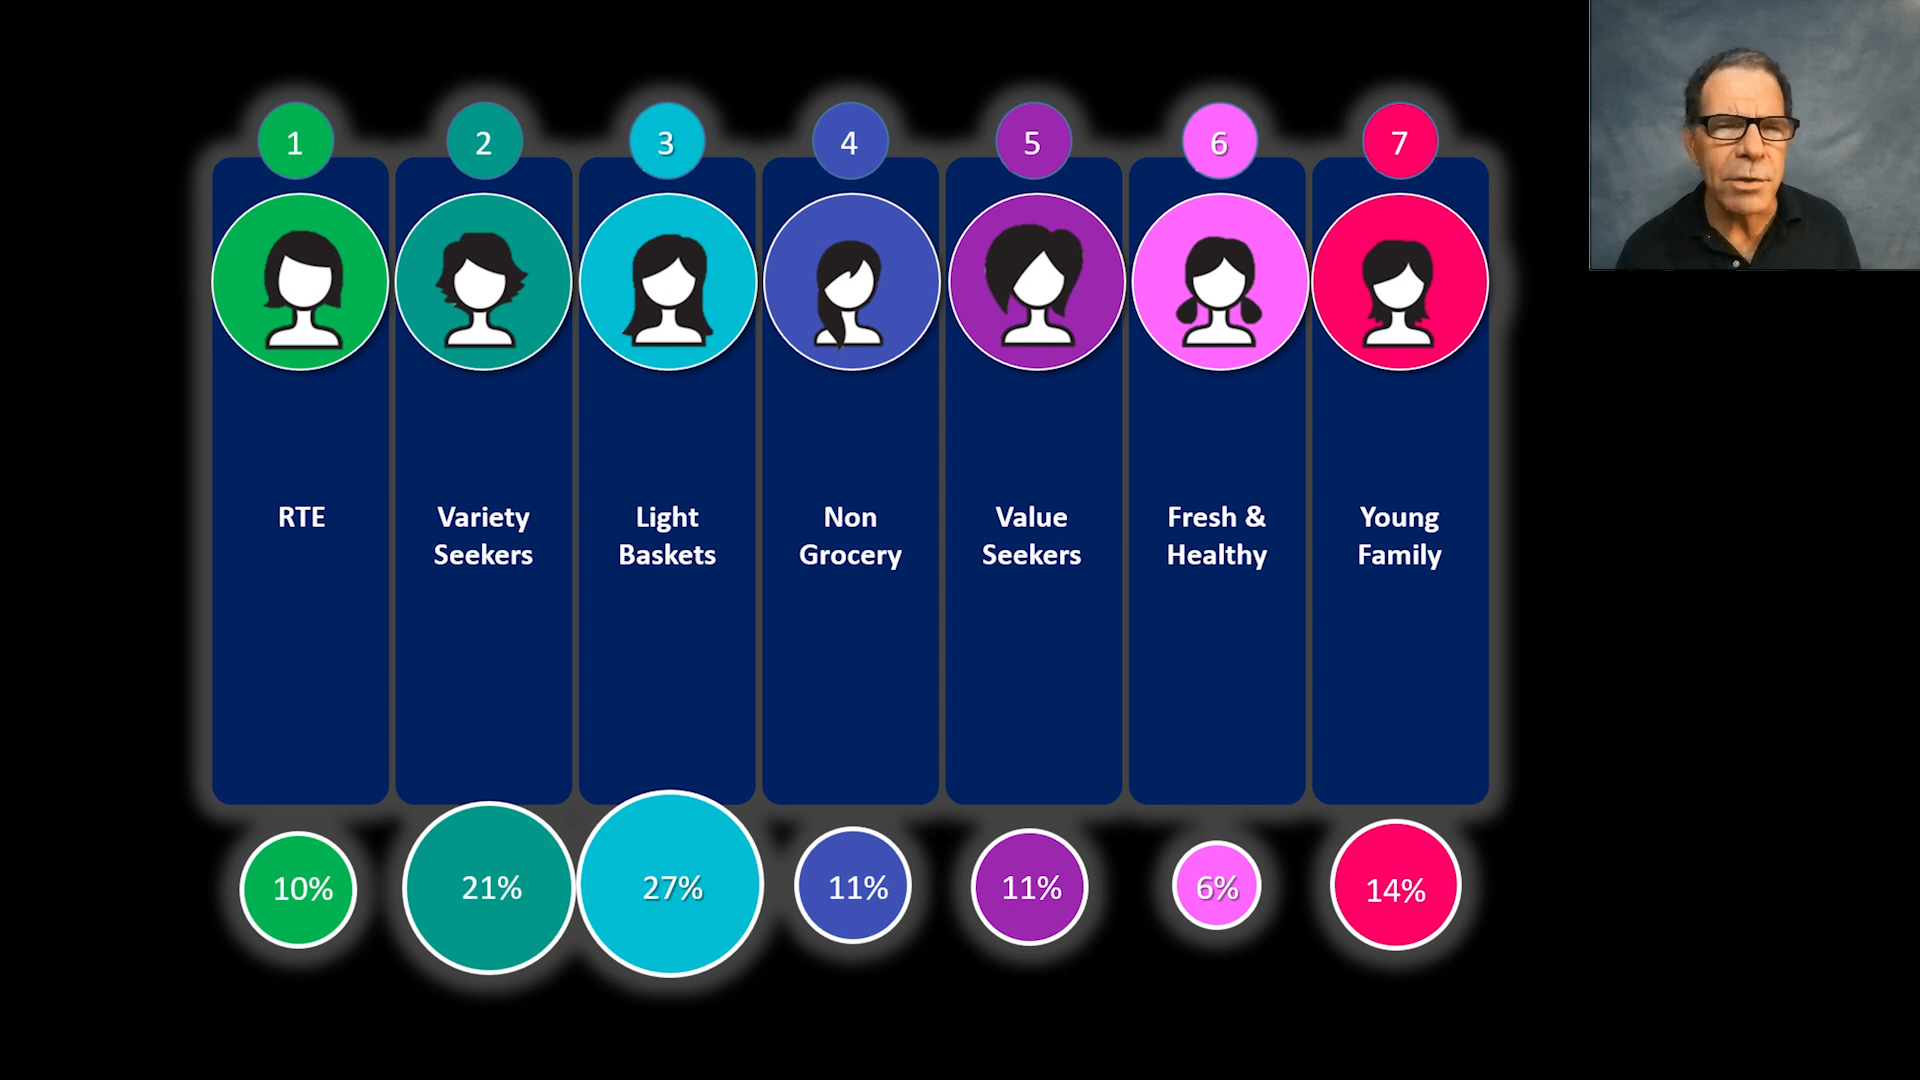 1
2
3
4
5
6
7
RTE
Variety
Seekers
Light
Baskets
Non
Grocery
Value
Seekers
Fresh &
Healthy
Young
Family
10%
21%
27%
11%
11%
6%
14%